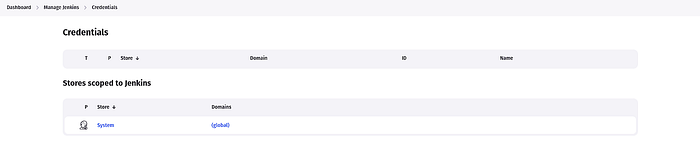 Dashboard > Manage Jenkins > Credentials
Credentials
T P Store ↓ Domain ID Name
Stores scoped to Jenkins
P Store ↓ Domains
System (global)